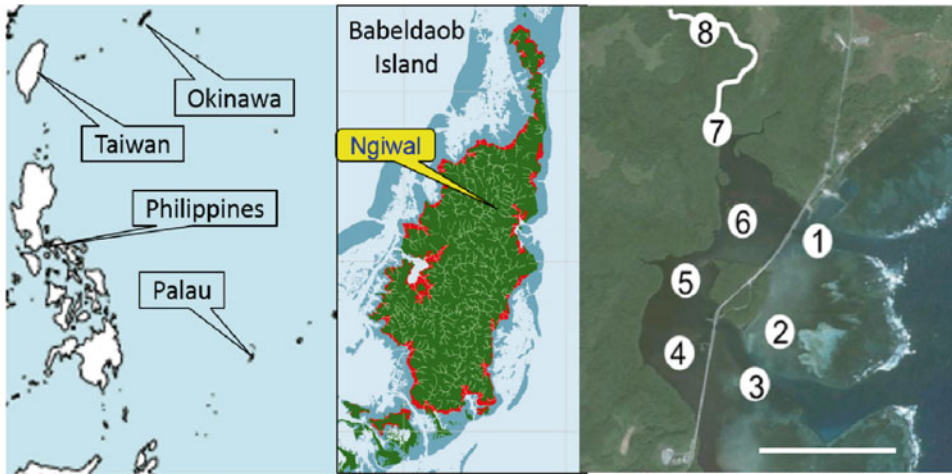 Okinawa
Taiwan
Philippines
Palau
Babeldaob
Island
Ngiwal
8
7
6
1
5
2
4
3